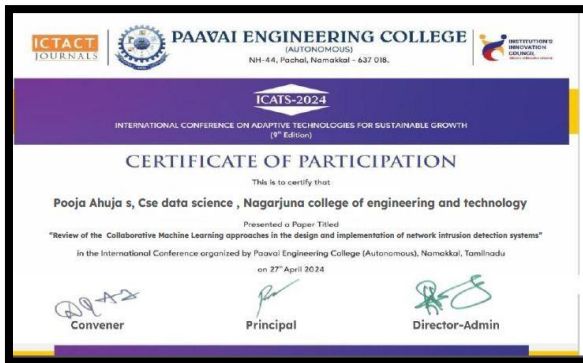 ICTACT
JOURNALS
PAAVAI ENGINEERING COLLEGE
(AUTONOMOUS)
NH-44, Pachal, Namakkal - 637 018.
INSTITUTION'S
INNOVATION
COUNCIL
ICATS-2024
INTERNATIONAL CONFERENCE ON ADAPTIVE TECHNOLOGIES FOR SUSTAINABLE GROWTH
(9th Edition)
CERTIFICATE OF PARTICIPATION
This is to certify that
Pooja Ahuja s, Cse data science , Nagarjuna college of engineering and technology
Presented a Paper Titled
"Review of the Collaborative Machine Learning approaches in the design and implementation of network intrusion detection systems"
in the International Conference organized by Paavai Engineering College (Autonomous), Namakkal, Tamilnadu
on 27th April 2024
Convener
Principal
Director-Admin